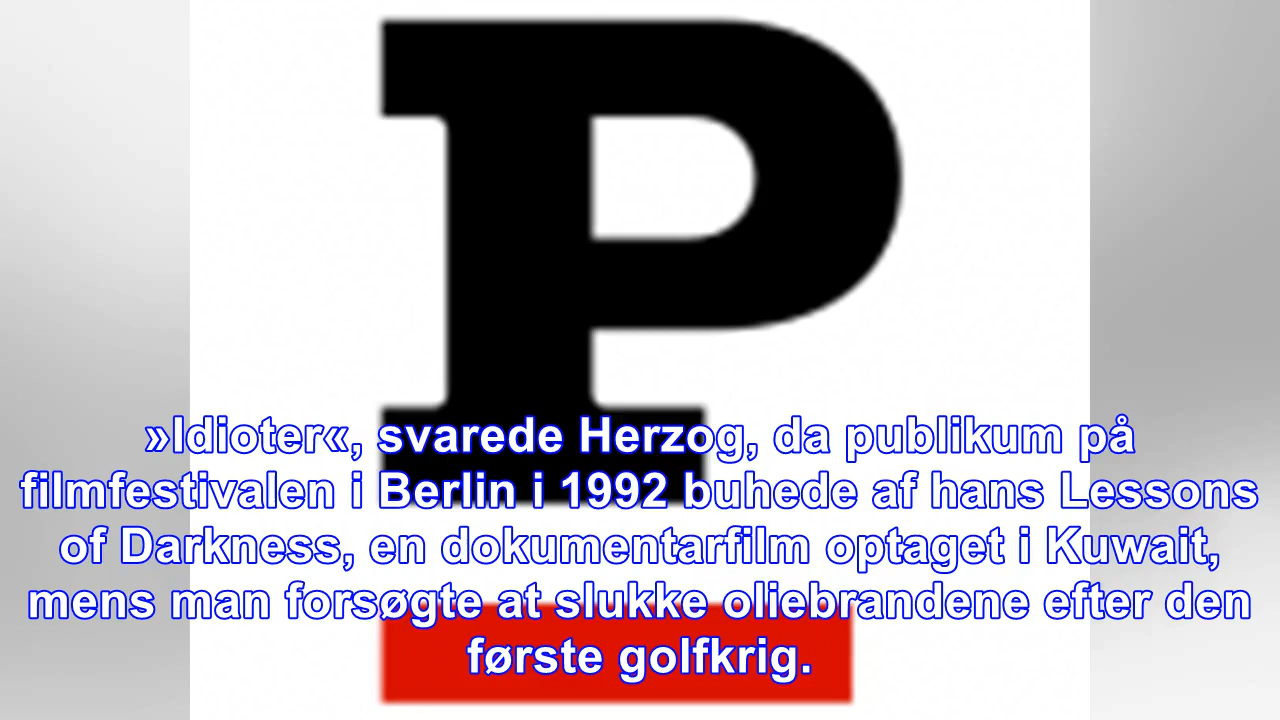 P
»Idioter«, svarede Herzog, da publikum på
filmfestivalen i Berlin i 1992 buhede af hans Lessons
of Darkness, en dokumentarfilm optaget i Kuwait,
mens man forsøgte at slukke oliebrandene efter den
første golfkrig.